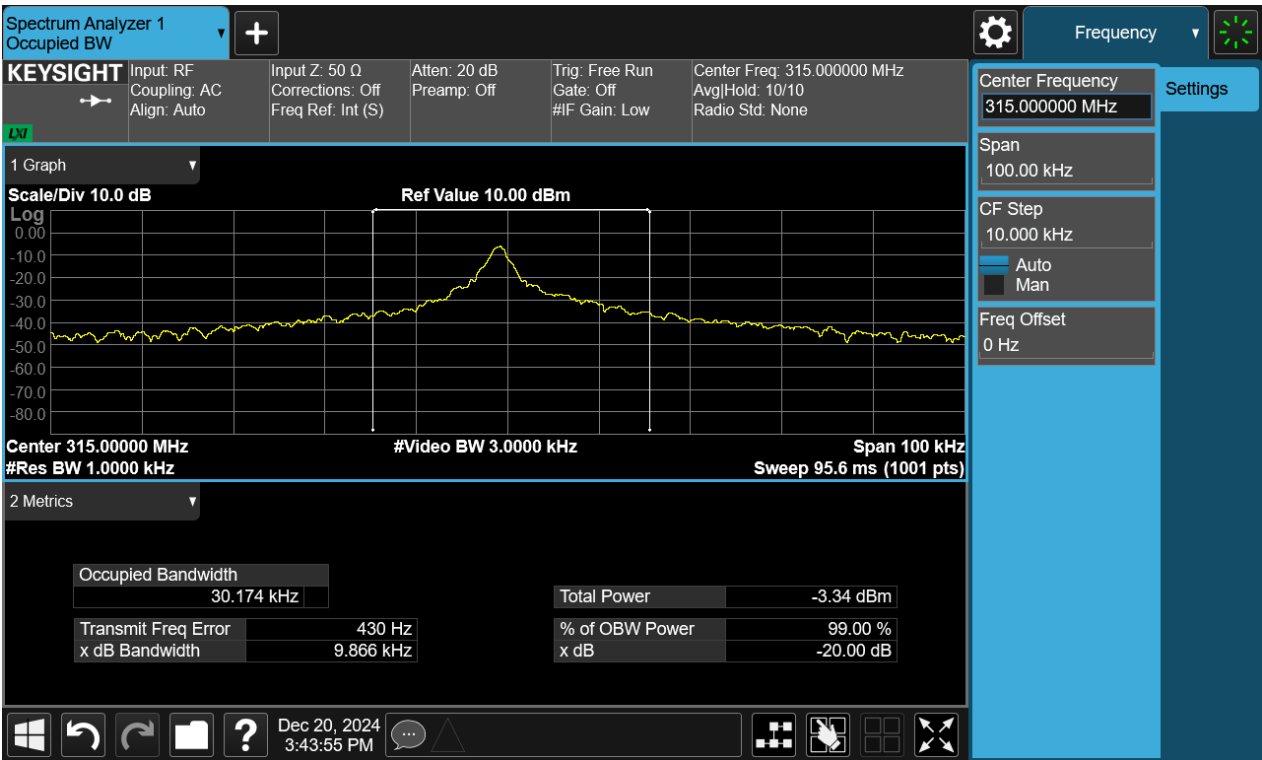 Spectrum Analyzer 1
Occupied BW
Frequency
KEYSIGHT
LXI
Input: RF
Coupling: AC
Align: Auto
Input Z: 50 Ω
Corrections: Off
Freq Ref: Int (S)
Atten: 20 dB
Preamp: Off
Trig: Free Run
Gate: Off
#IF Gain: Low
Center Freq: 315.000000 MHz
Avg|Hold: 10/10
Radio Std: None
Center Frequency
315.000000 MHz
Settings
Span
100.00 kHz
CF Step
10.000 kHz
Auto
Man
Freq Offset
0 Hz
1 Graph
Scale/Div 10.0 dB
Ref Value 10.00 dBm
Log
0.00
-10.0
-20.0
-30.0
-40.0
-50.0
-60.0
-70.0
-80.0
Center 315.00000 MHz
#Video BW 3.0000 kHz
Span 100 kHz
#Res BW 1.0000 kHz
Sweep 95.6 ms (1001 pts)
2 Metrics
Occupied Bandwidth
30.174 kHz
Total Power -3.34 dBm
Transmit Freq Error 430 Hz
% of OBW Power 99.00 %
x dB Bandwidth 9.866 kHz
x dB -20.00 dB
?
Dec 20, 2024
3:43:55 PM